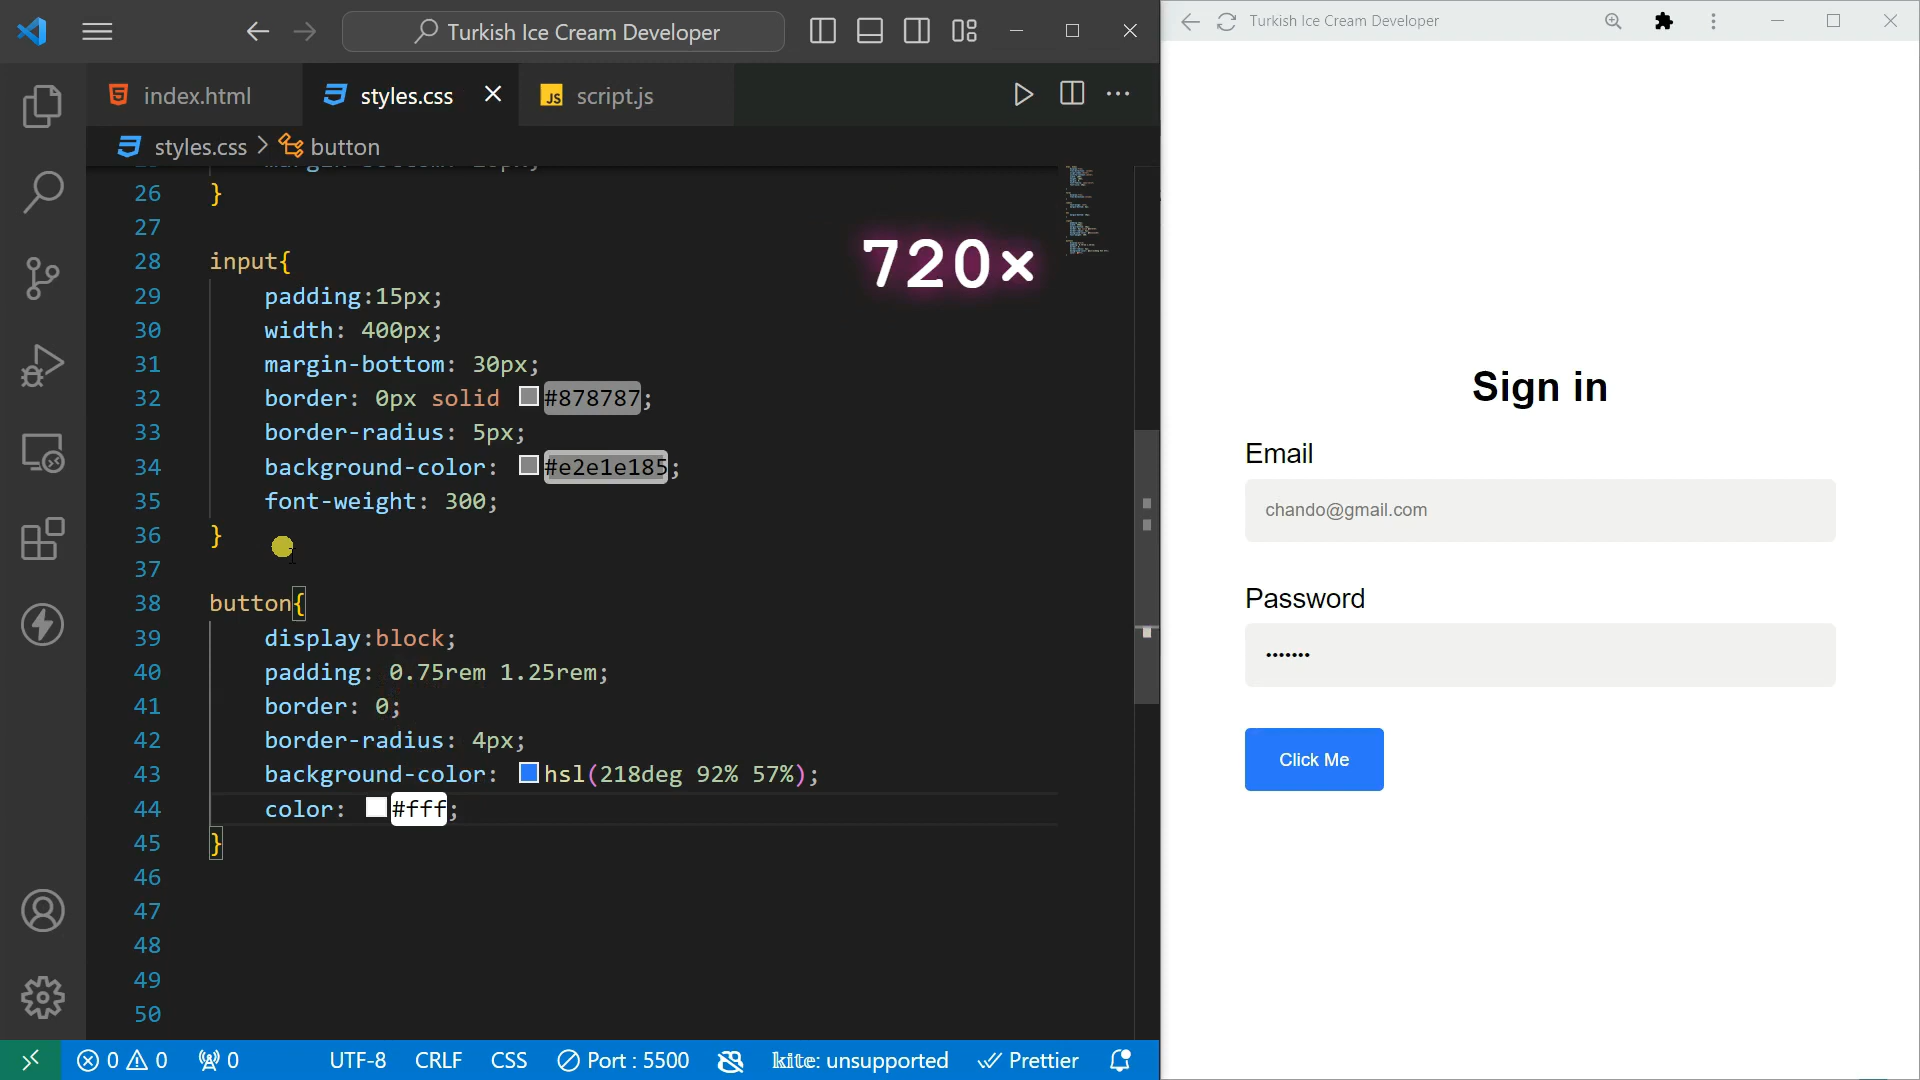 Turkish Ice Cream Developer
index.html
styles.css
JS script.js
styles.css > button
26 }
27
28 input{
29 padding:15px;
30 width: 400px;
31 margin-bottom: 30px;
32 border: 0px solid #878787;
33 border-radius: 5px;
34 background-color: #e2e1e185;
35 font-weight: 300;
36 }
37
38 button{
39 display:block;
40 padding: 0.75rem 1.25rem;
41 border: 0;
42 border-radius: 4px;
43 background-color: hsl(218deg 92% 57%);
44 color: #fff;
45 }
46
47
48
49
50
720×
0 0 0 UTF-8 CRLF CSS Port : 5500 kite: unsupported Prettier
Turkish Ice Cream Developer
Sign in
Email
chando@gmail.com
Password
Click Me